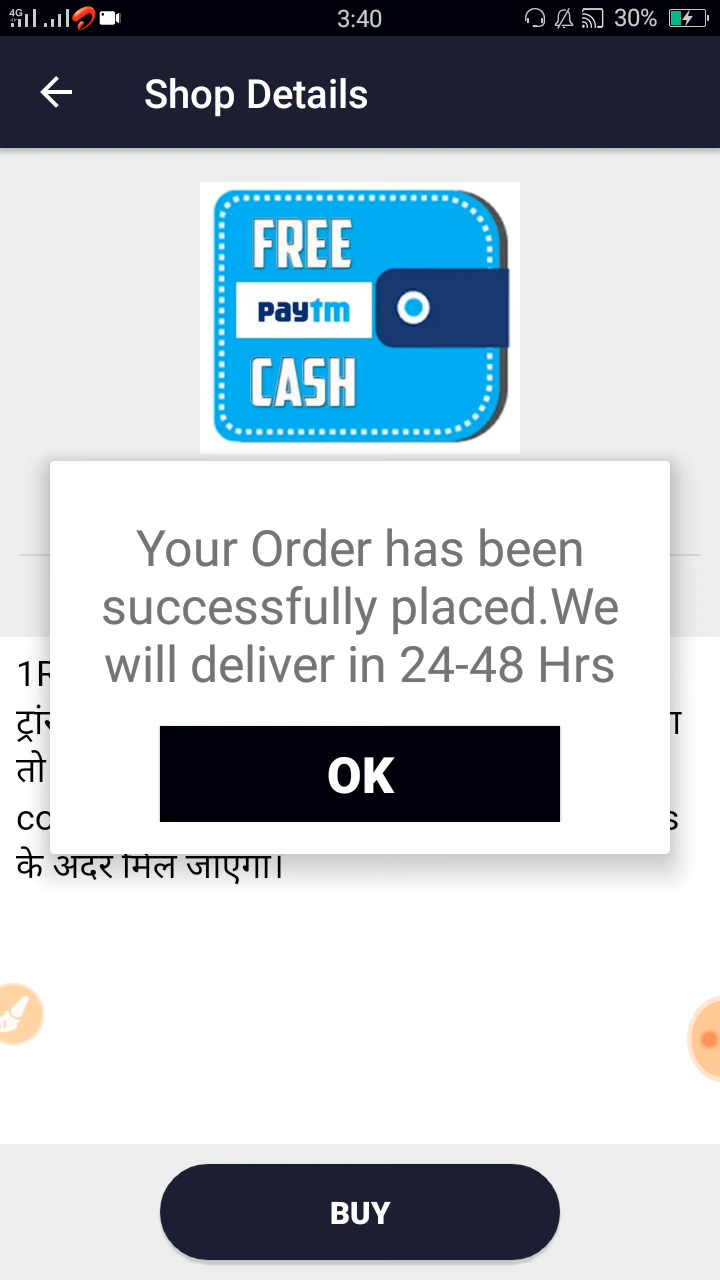 4G
3:40
30%
Shop Details
FREE
paytm
CASH
Your Order has been
successfully placed.We
will deliver in 24-48 Hrs
OK
तो
के अंदर मिल जाएगा।
BUY